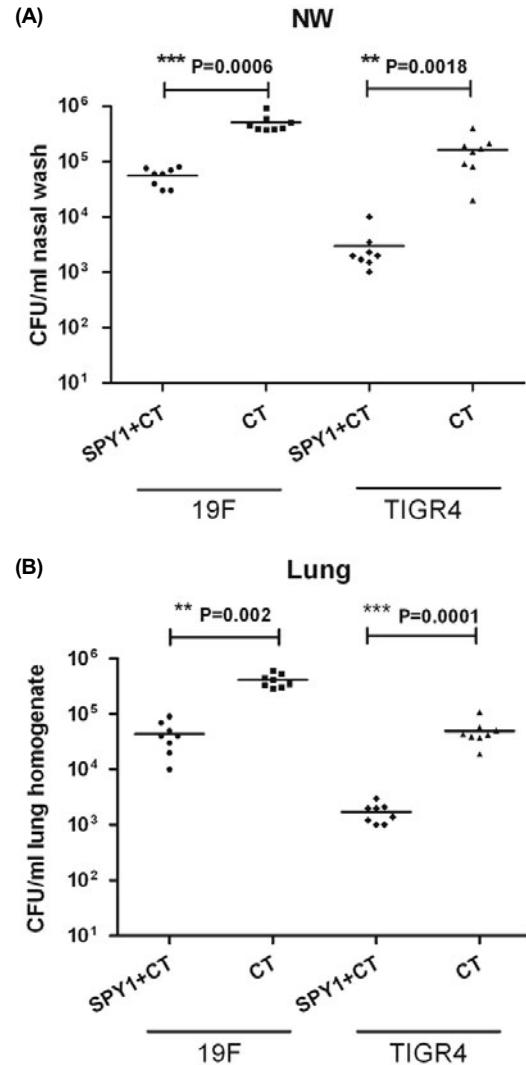 (A)
NW
*** P=0.0006
** P=0.0018
CFU/ml nasal wash
10⁶
10⁵
10⁴
10³
10²
10¹
SPY1+CT
CT
SPY1+CT
CT
19F
TIGR4
(B)
Lung
** P=0.002
*** P=0.0001
CFU/ml lung homogenate
10⁶
10⁵
10⁴
10³
10²
10¹
SPY1+CT
CT
SPY1+CT
CT
19F
TIGR4